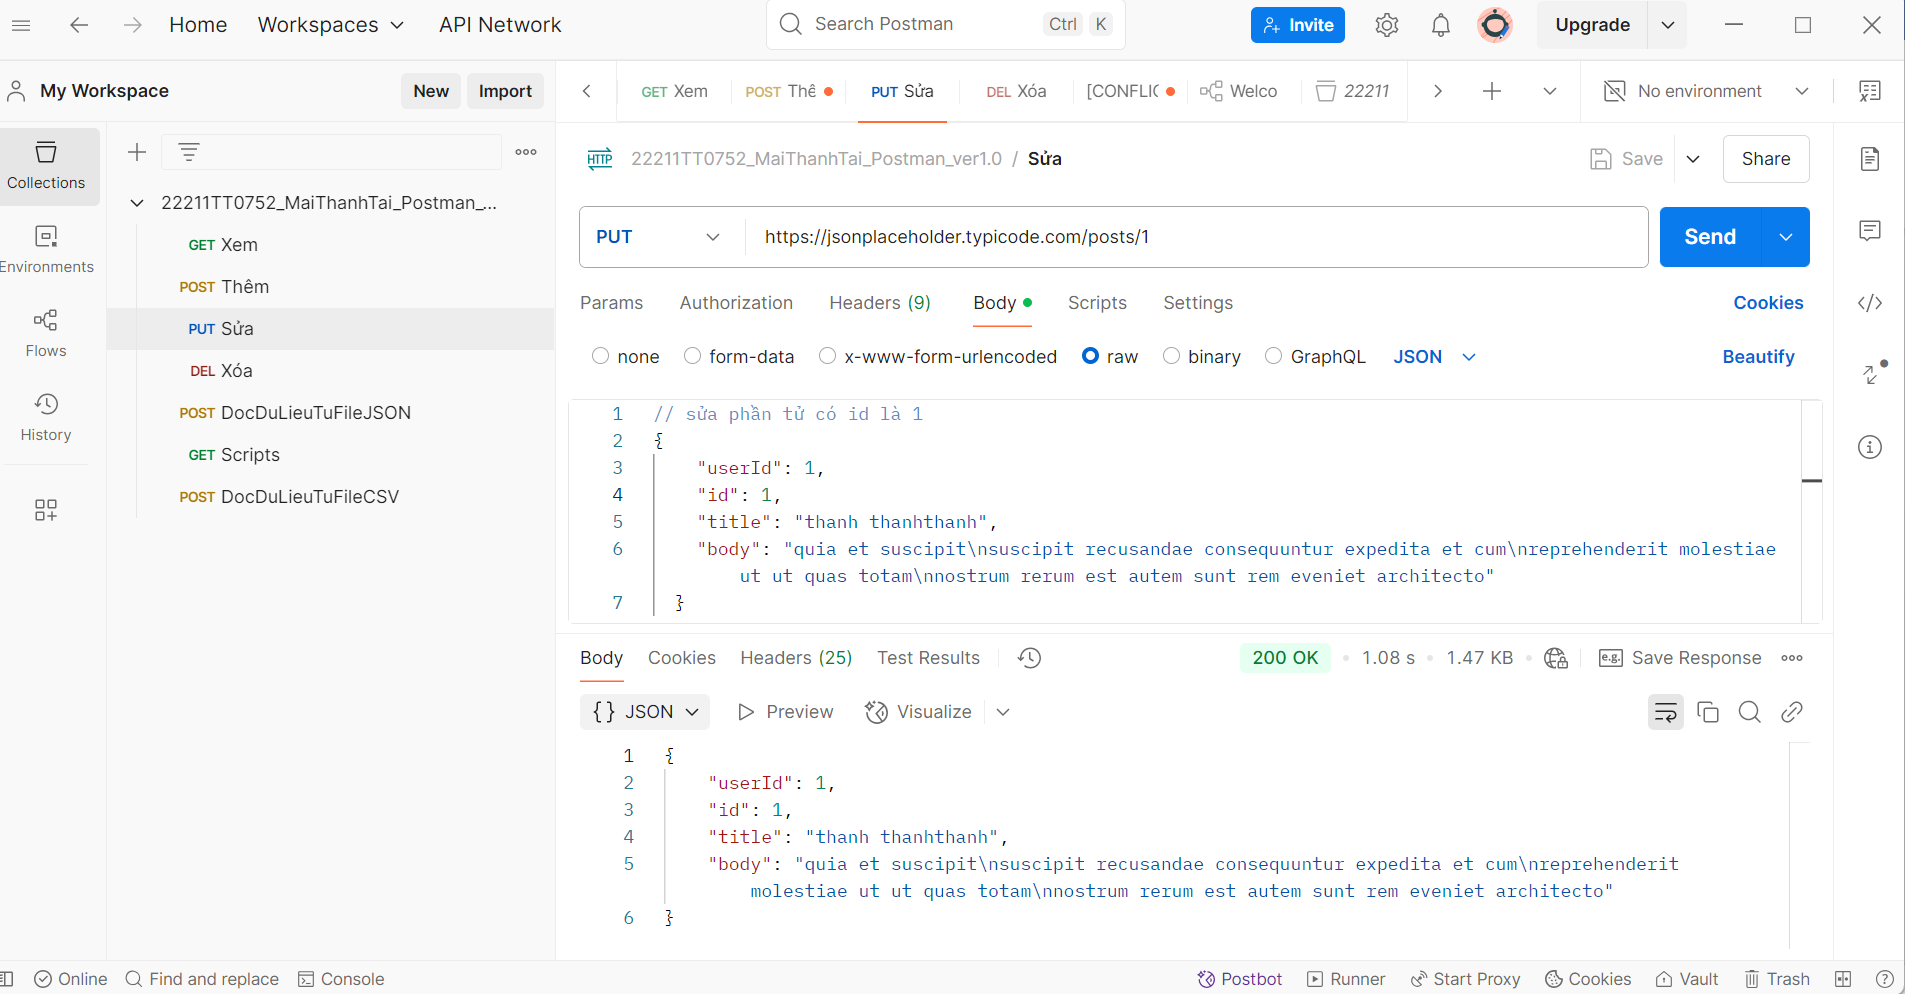 Home Workspaces API Network Search Postman Ctrl K Invite Upgrade
My Workspace New Import GET Xem POST Thê PUT Sửa DEL Xóa [CONFLIC Welco 22211 No environment
Collections
Environments
Flows
History
22211TT0752_MaiThanhTai_Postman_...
GET Xem
POST Thêm
PUT Sửa
DEL Xóa
POST DocDuLieuTuFileJSON
GET Scripts
POST DocDuLieuTuFileCSV
HTTP 22211TT0752_MaiThanhTai_Postman_ver1.0 / Sửa Save Share
PUT https://jsonplaceholder.typicode.com/posts/1 Send
Params Authorization Headers (9) Body Scripts Settings Cookies
none form-data x-www-form-urlencoded raw binary GraphQL JSON Beautify
1 // sửa phần tử có id là 1
2 {
3 "userId": 1,
4 "id": 1,
5 "title": "thanh thanhthanh",
6 "body": "quia et suscipit\nsuscipit recusandae consequuntur expedita et cum\nreprehenderit molestiae
ut ut quas totam\nnostrum rerum est autem sunt rem eveniet architecto"
7 }
Body Cookies Headers (25) Test Results 200 OK • 1.08 s • 1.47 KB • e.g. Save Response
{} JSON Preview Visualize
1 {
2 "userId": 1,
3 "id": 1,
4 "title": "thanh thanhthanh",
5 "body": "quia et suscipit\nsuscipit recusandae consequuntur expedita et cum\nreprehenderit
molestiae ut ut quas totam\nnostrum rerum est autem sunt rem eveniet architecto"
6 }
Online Find and replace Console Postbot Runner Start Proxy Cookies Vault Trash